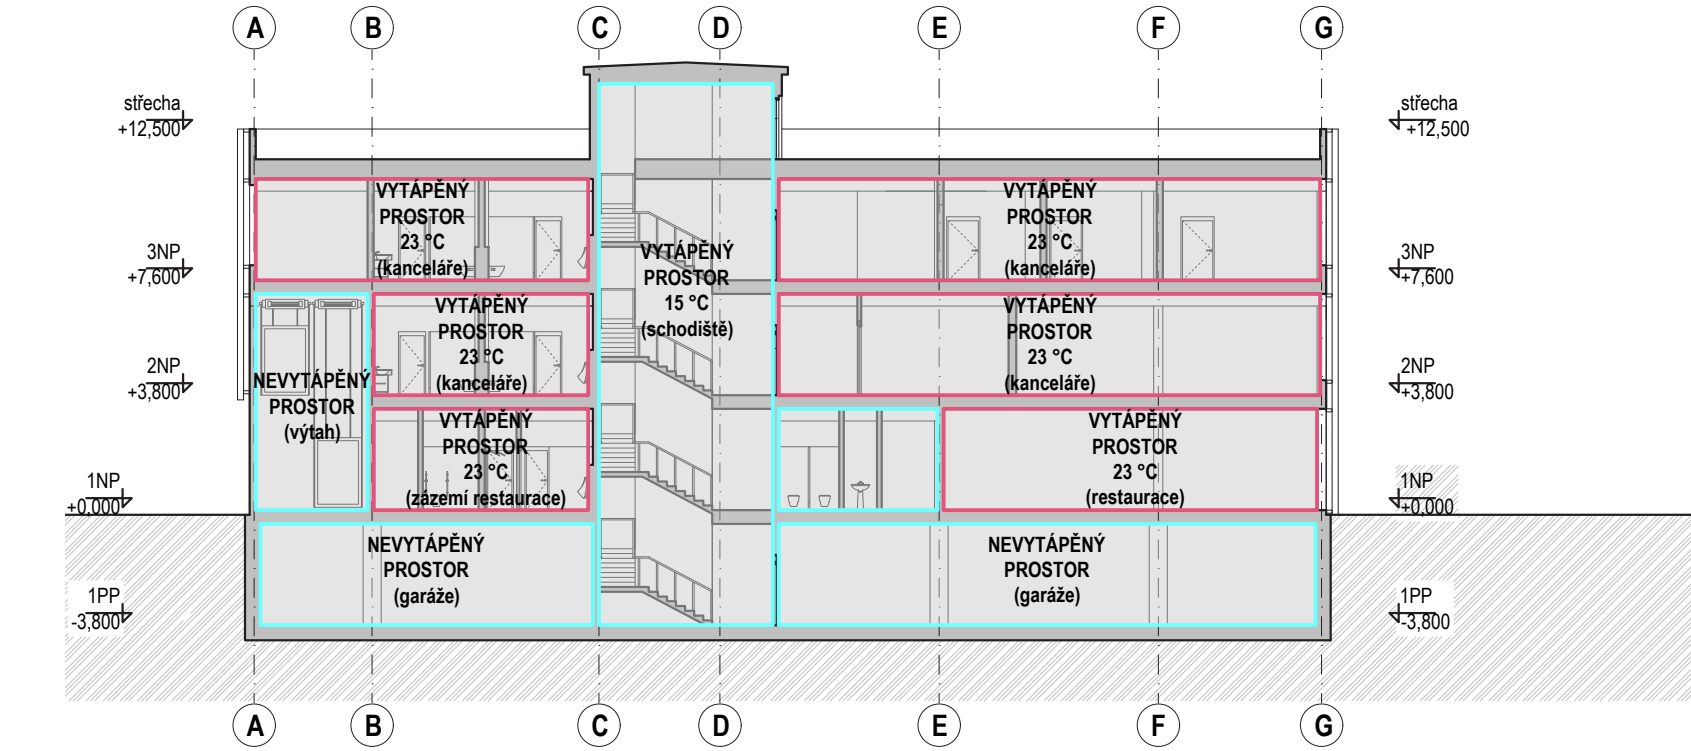 A B C D E F G
střecha
+12,500
střecha
+12,500
VYTÁPĚNÝ
PROSTOR
23 °C
(kanceláře)
VYTÁPĚNÝ
PROSTOR
23 °C
(kanceláře)
3NP
+7,600
VYTÁPĚNÝ
PROSTOR
15 °C
(schodiště)
3NP
+7,600
VYTÁPĚNÝ
PROSTOR
23 °C
(kanceláře)
VYTÁPĚNÝ
PROSTOR
23 °C
(kanceláře)
2NP
+3,800
NEVYTÁPĚNÝ
PROSTOR
(výtah)
2NP
+3,800
VYTÁPĚNÝ
PROSTOR
23 °C
(zázemí restaurace)
VYTÁPĚNÝ
PROSTOR
23 °C
(restaurace)
1NP
+0,000
1NP
+0,000
NEVYTÁPĚNÝ
PROSTOR
(garáže)
NEVYTÁPĚNÝ
PROSTOR
(garáže)
1PP
-3,800
1PP
-3,800
A B C D E F G